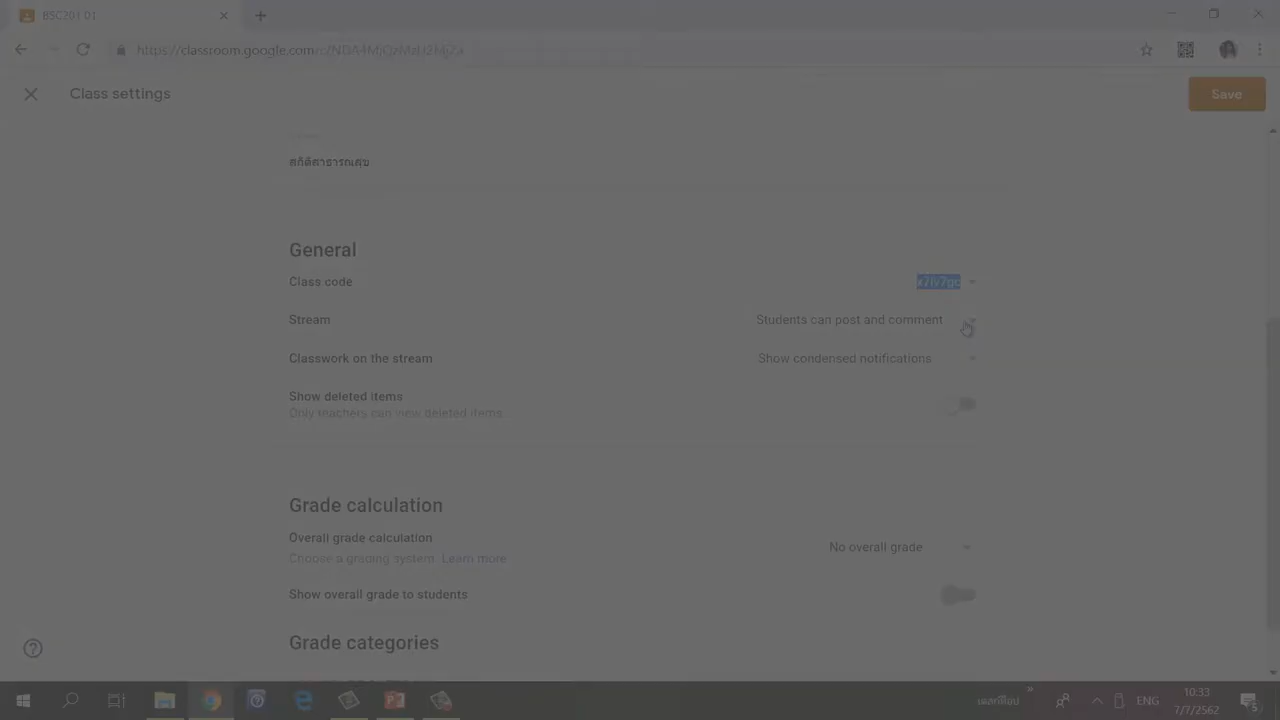 BSC201 01
https://classroom.google.com
Class settings
Save
สถิติสาธารณสุข
General
Class code
Stream
Students can post and comment
Classwork on the stream
Show condensed notifications
Show deleted items
Only teachers can view deleted items.
Grade calculation
Overall grade calculation
No overall grade
Choose a grading system. Learn more
Show overall grade to students
Grade categories
ENG
10:33
7/7/2562